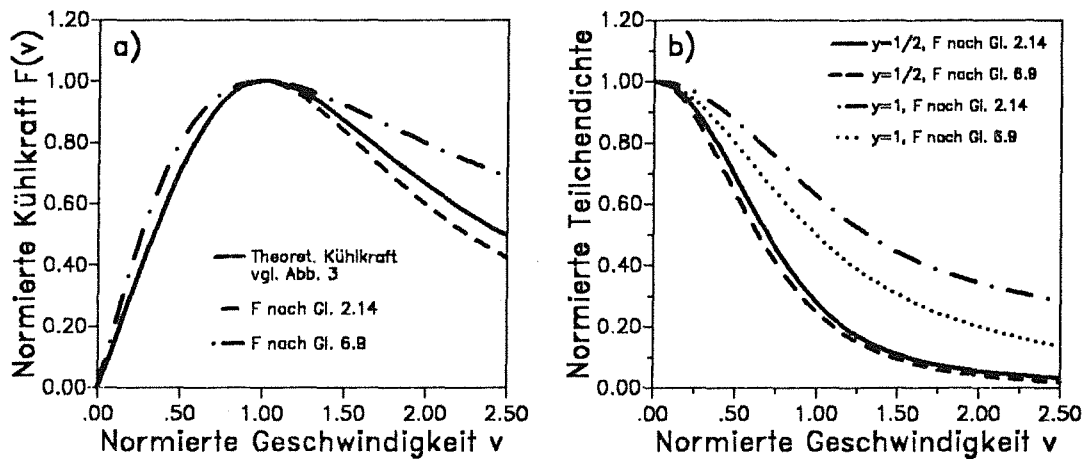 a)
Normierte Kühlkraft F(v)
1.00
0.80
0.60
0.40
0.20
0.00
Theoret. Kühlkraft
vgl. Abb. 3
F nach Gl. 2.14
F nach Gl. 6.9
.00 .50 1.00 1.50 2.00 2.50
Normierte Geschwindigkeit v
b)
Normierte Teilchendichte
1.00
0.80
0.60
0.40
0.20
0.00
y=1/2, F nach Gl. 2.14
y=1/2, F nach Gl. 6.9
y=1, F nach Gl. 2.14
y=1, F nach Gl. 6.9
.00 .50 1.00 1.50 2.00 2.50
Normierte Geschwindigkeit v